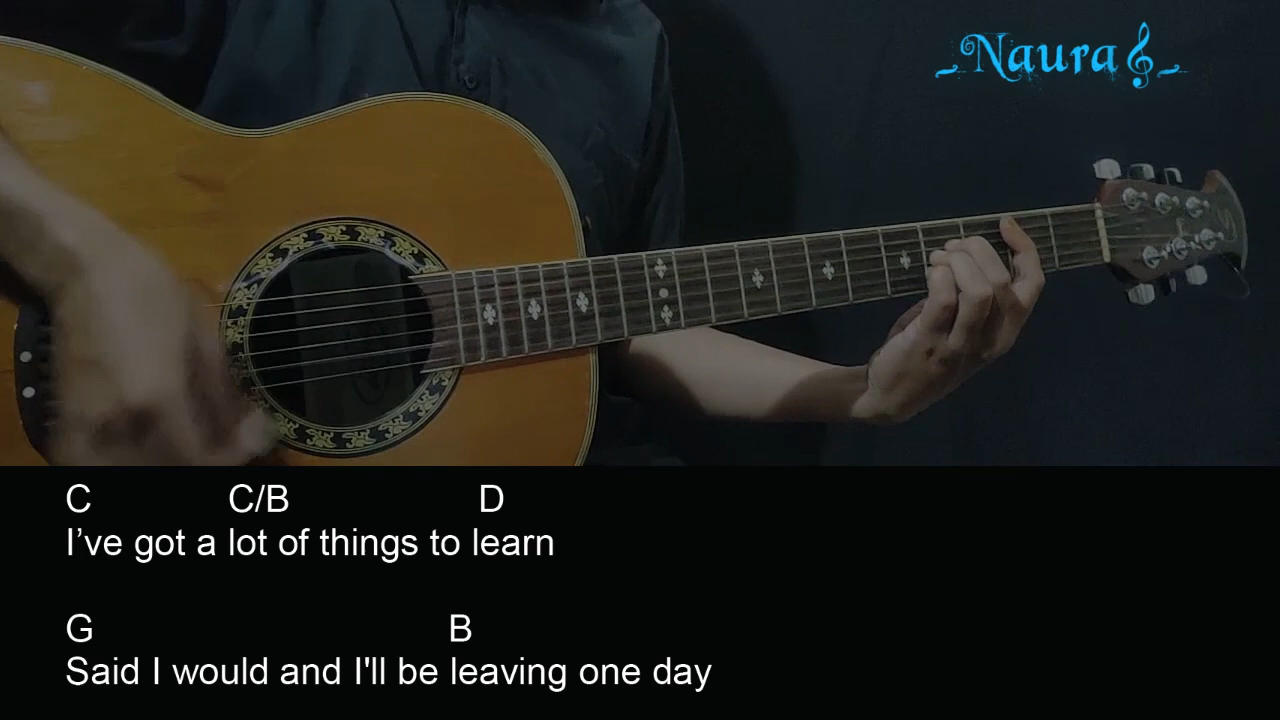 Naura
C C/B D
I’ve got a lot of things to learn
G B
Said I would and I'll be leaving one day